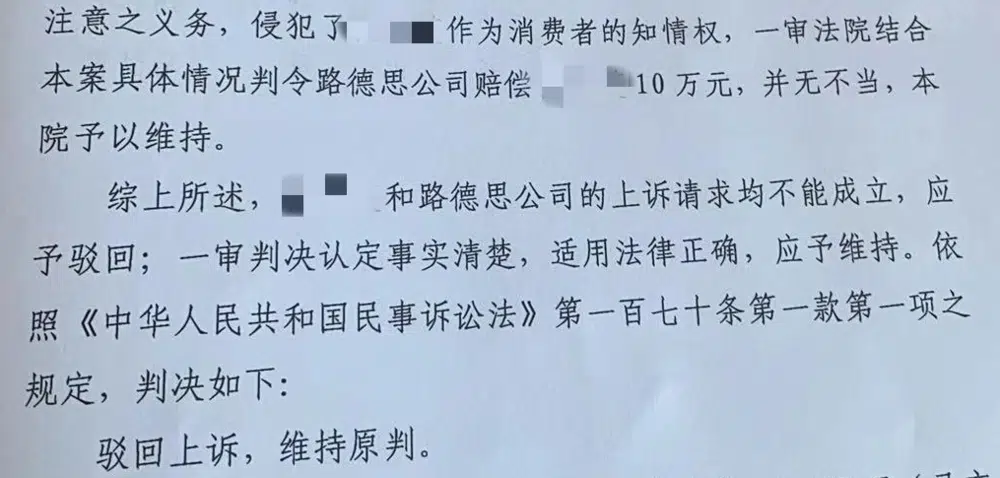 注意之义务，侵犯了 作为消费者的知情权，一审法院结合
本案具体情况判令路德思公司赔偿 10 万元，并无不当，本
院予以维持。
综上所述， 和路德思公司的上诉请求均不能成立，应
予驳回；一审判决认定事实清楚，适用法律正确，应予维持。依
照《中华人民共和国民事诉讼法》第一百七十条第一款第一项之
规定，判决如下：
驳回上诉，维持原判。